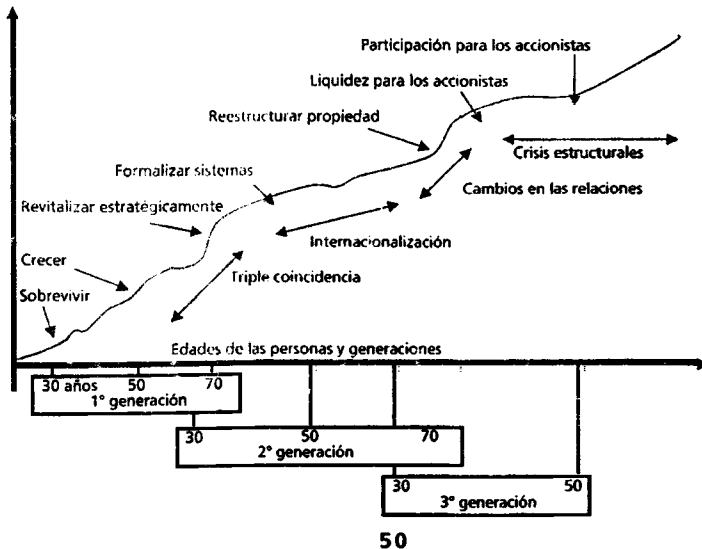 Participación para los accionistas
Liquidez para los accionistas
Reestructurar propiedad
Crisis estructurales
Formalizar sistemas
Cambios en las relaciones
Revitalizar estratégicamente
Internacionalización
Crecer
Triple coincidencia
Sobrevivir
Edades de las personas y generaciones
30 años 50 70
1° generación
30 50 70
2° generación
30 50
3° generación
50